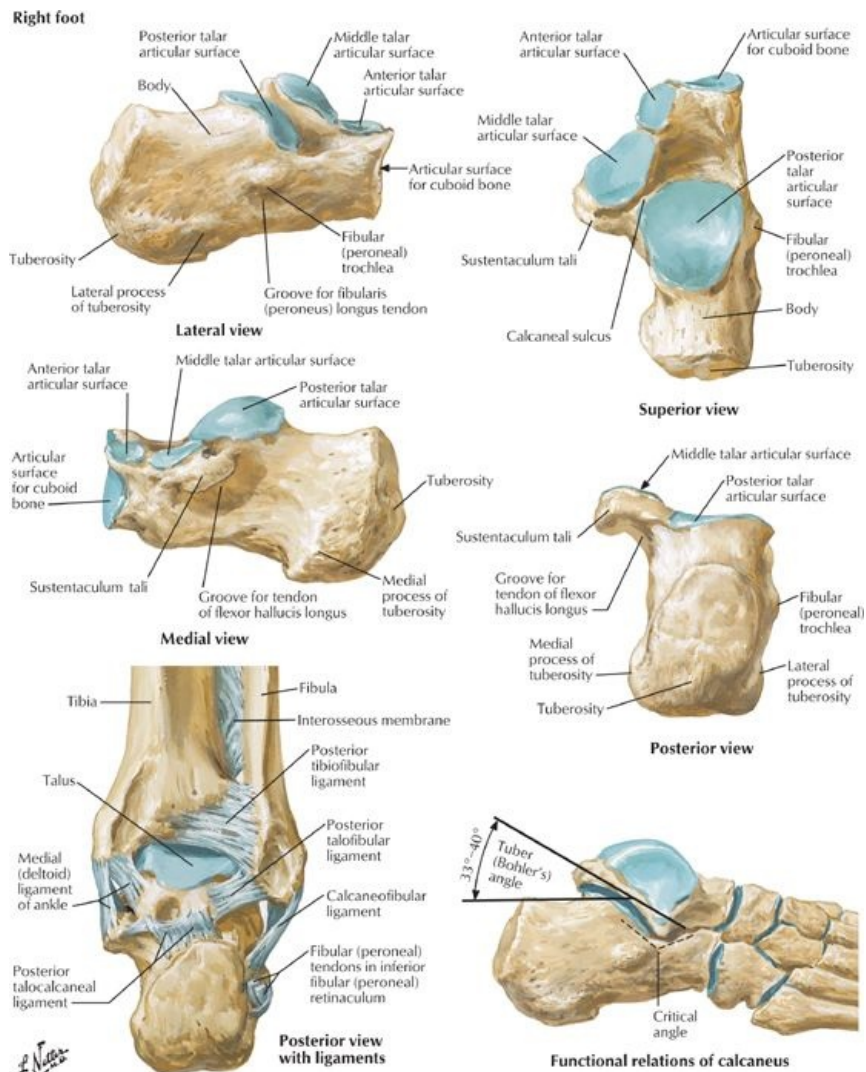 Right foot
Posterior talar
articular surface
Middle talar
articular surface
Anterior talar
articular surface
Body
Articular surface
for cuboid bone
Tuberosity
Lateral process
of tuberosity
Fibular
(peroneal)
trochlea
Groove for fibularis
(peroneus) longus tendon
Lateral view
Anterior talar
articular surface
Articular surface
for cuboid bone
Middle talar
articular surface
Posterior
talar
articular
surface
Sustentaculum tali
Fibular
(peroneal)
trochlea
Calcaneal sulcus
Body
Tuberosity
Superior view
Anterior talar
articular surface
Middle talar articular surface
Posterior talar
articular surface
Articular
surface
for cuboid
bone
Tuberosity
Sustentaculum tali
Groove for tendon
of flexor hallucis longus
Medial
process of
tuberosity
Medial view
Middle talar articular surface
Posterior talar
articular surface
Sustentaculum tali
Groove for
tendon of flexor
hallucis longus
Fibular
(peroneal)
trochlea
Medial
process of
tuberosity
Tuberosity
Lateral
process of
tuberosity
Posterior view
Tibia
Fibula
Interosseous membrane
Posterior
tibiofibular
ligament
Talus
Posterior
talofibular
ligament
Medial
(deltoid)
ligament
of ankle
Calcaneofibular
ligament
Posterior
talocalcaneal
ligament
Fibular (peroneal)
tendons in inferior
fibular (peroneal)
retinaculum
Posterior view
with ligaments
33°–40°
Tuber
(Bohler's)
angle
Critical
angle
Functional relations of calcaneus